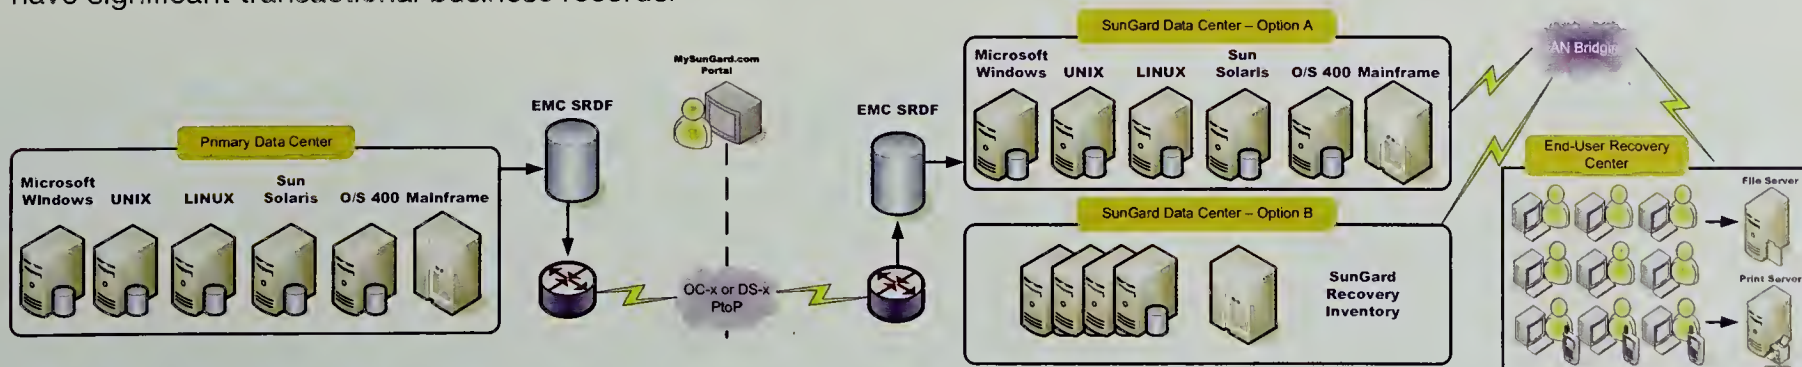 have significant transactional business records.
MySunGard.com
Portal
EMC SRDF
Primary Data Center
Microsoft
Windows
UNIX
LINUX
Sun
Solaris
O/S 400
Mainframe
OC-x or DS-x
PtoP
EMC SRDF
SunGard Data Center – Option A
Microsoft
Windows
UNIX
LINUX
Sun
Solaris
O/S 400
Mainframe
SunGard Data Center – Option B
SunGard
Recovery
Inventory
AN Bridgin
End-User Recovery
Center
File Server
Print Server